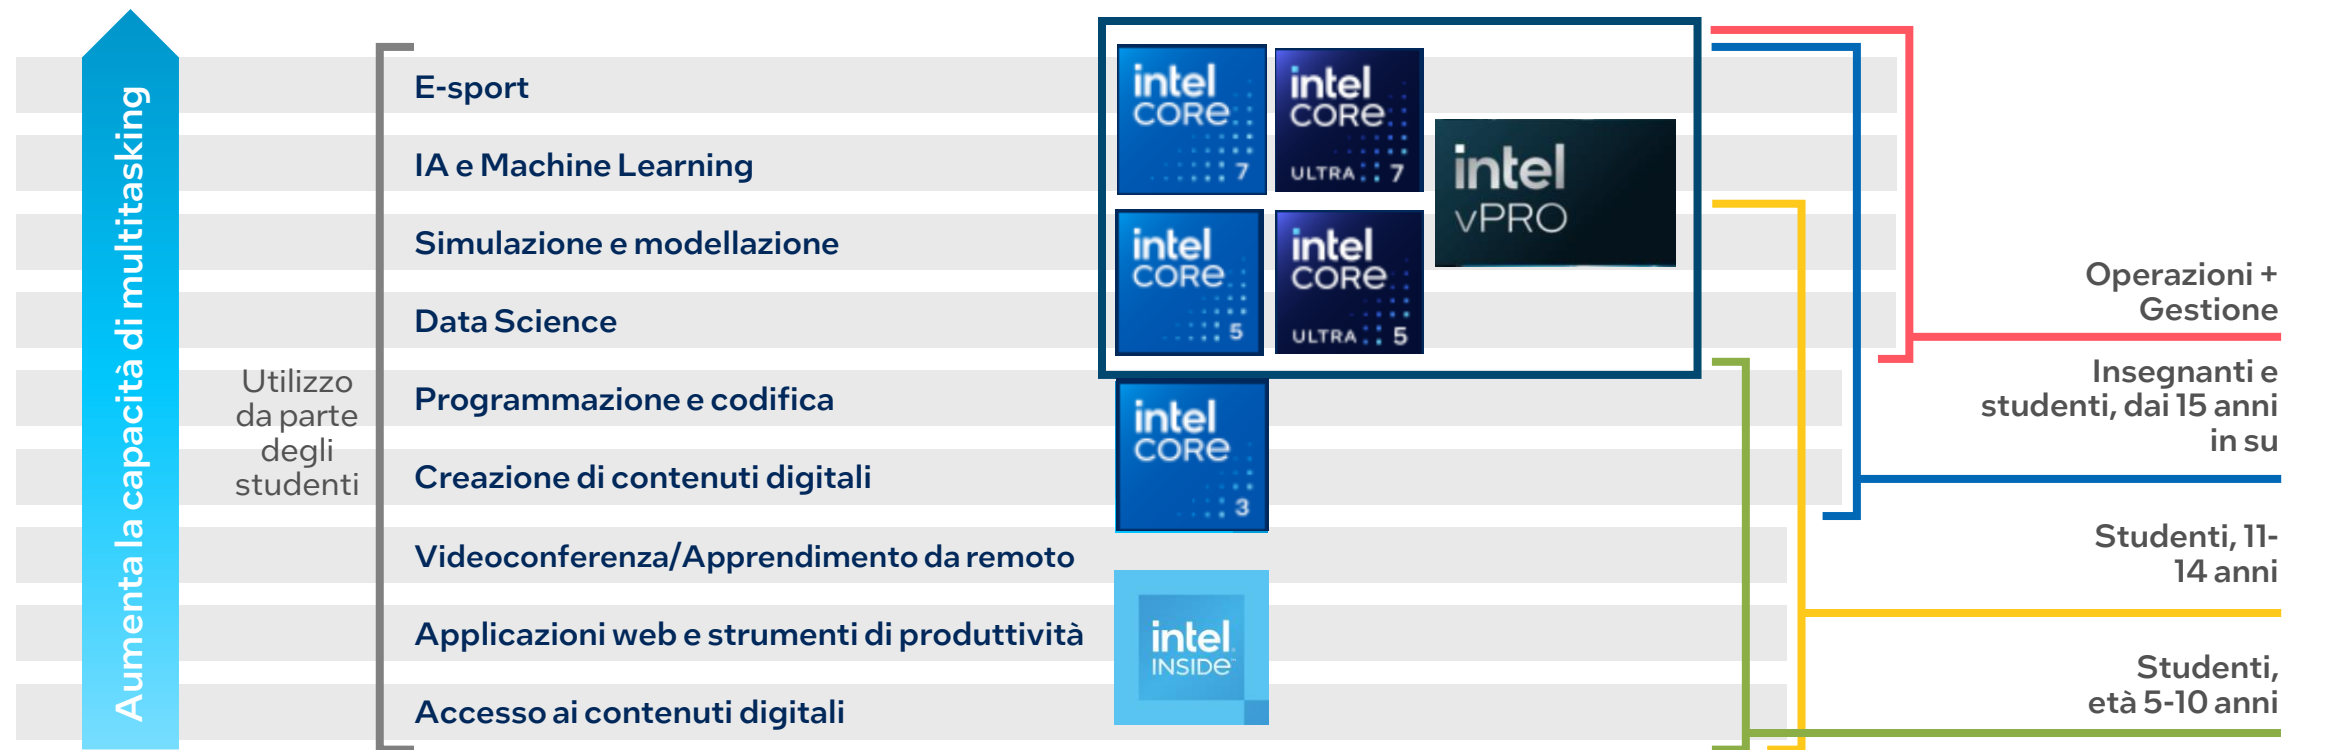 Aumenta la capacità di multitasking
Utilizzo
da parte
degli
studenti
E-sport
IA e Machine Learning
Simulazione e modellazione
Data Science
Programmazione e codifica
Creazione di contenuti digitali
Videoconferenza/Apprendimento da remoto
Applicazioni web e strumenti di produttività
Accesso ai contenuti digitali
intel
CORE
7
intel
CORE
ULTRA 7
intel
vPRO
intel
CORE
5
intel
CORE
ULTRA 5
intel
CORE
3
intel
INSIDE™
Operazioni +
Gestione
Insegnanti e
studenti, dai 15 anni
in su
Studenti, 11-
14 anni
Studenti,
età 5-10 anni